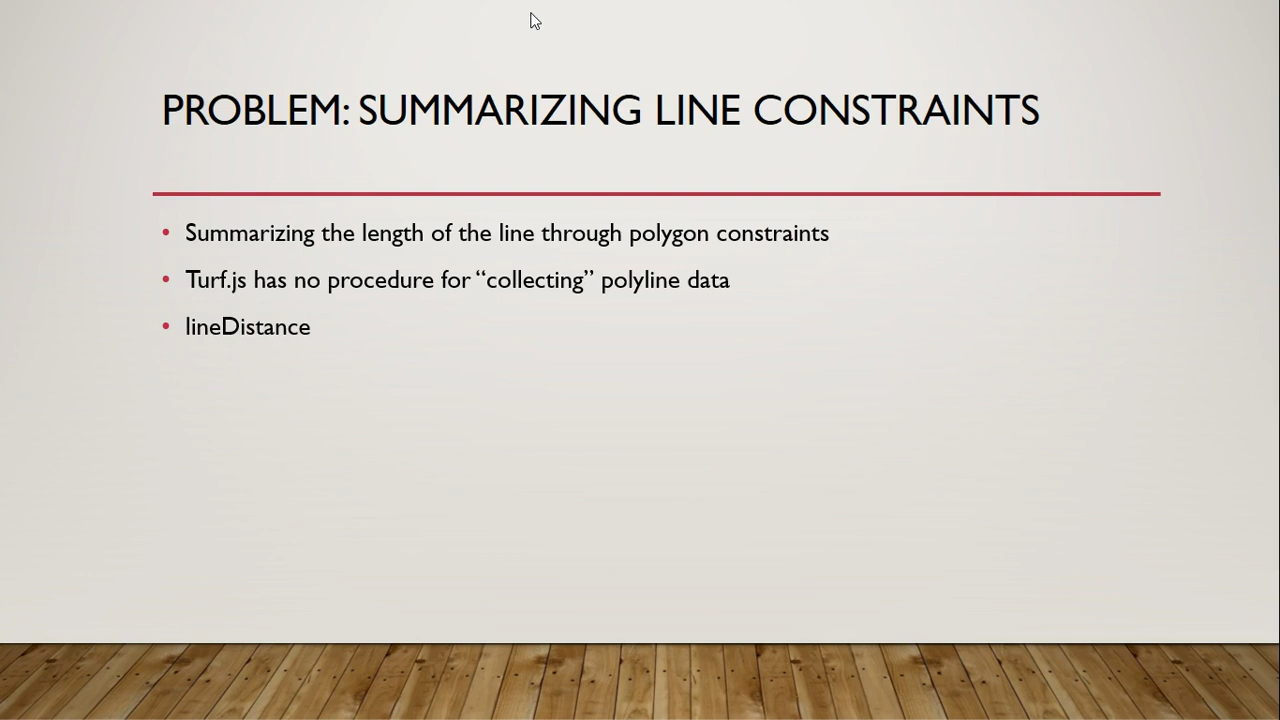 PROBLEM: SUMMARIZING LINE CONSTRAINTS
• Summarizing the length of the line through polygon constraints
• Turf.js has no procedure for “collecting” polyline data
• lineDistance